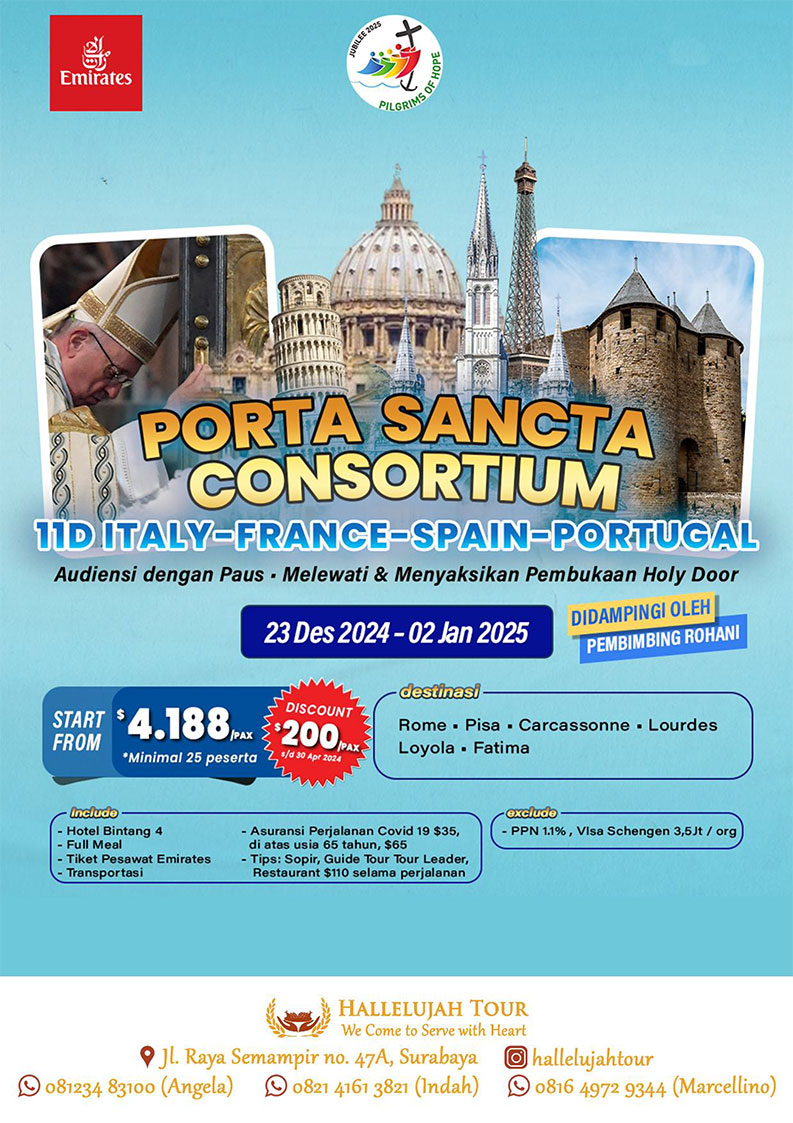 Emirates
JUBILEE 2025
PILGRIMS OF HOPE
PORTA SANCTA
CONSORTIUM
11D ITALY-FRANCE-SPAIN-PORTUGAL
Audiensi dengan Paus • Melewati & Menyaksikan Pembukaan Holy Door
23 Des 2024 - 02 Jan 2025
DIDAMPINGI OLEH
PEMBIMBING ROHANI
START FROM
$4.188/PAX
*Minimal 25 peserta
DISCOUNT
$200/PAX
s/d 30 Apr 2024
destinasi
Rome • Pisa • Carcassonne • Lourdes
Loyola • Fatima
include
- Hotel Bintang 4
- Full Meal
- Tiket Pesawat Emirates
- Transportasi
- Asuransi Perjalanan Covid 19 $35,
di atas usia 65 tahun, $65
- Tips: Sopir, Guide Tour Tour Leader,
Restaurant $110 selama perjalanan
exclude
- PPN 1.1% , VIsa Schengen 3,5Jt / org
HALLELUJAH TOUR
We Come to Serve with Heart
Jl. Raya Semampir no. 47A, Surabaya
hallelujahtour
081234 83100 (Angela)
0821 4161 3821 (Indah)
0816 4972 9344 (Marcellino)